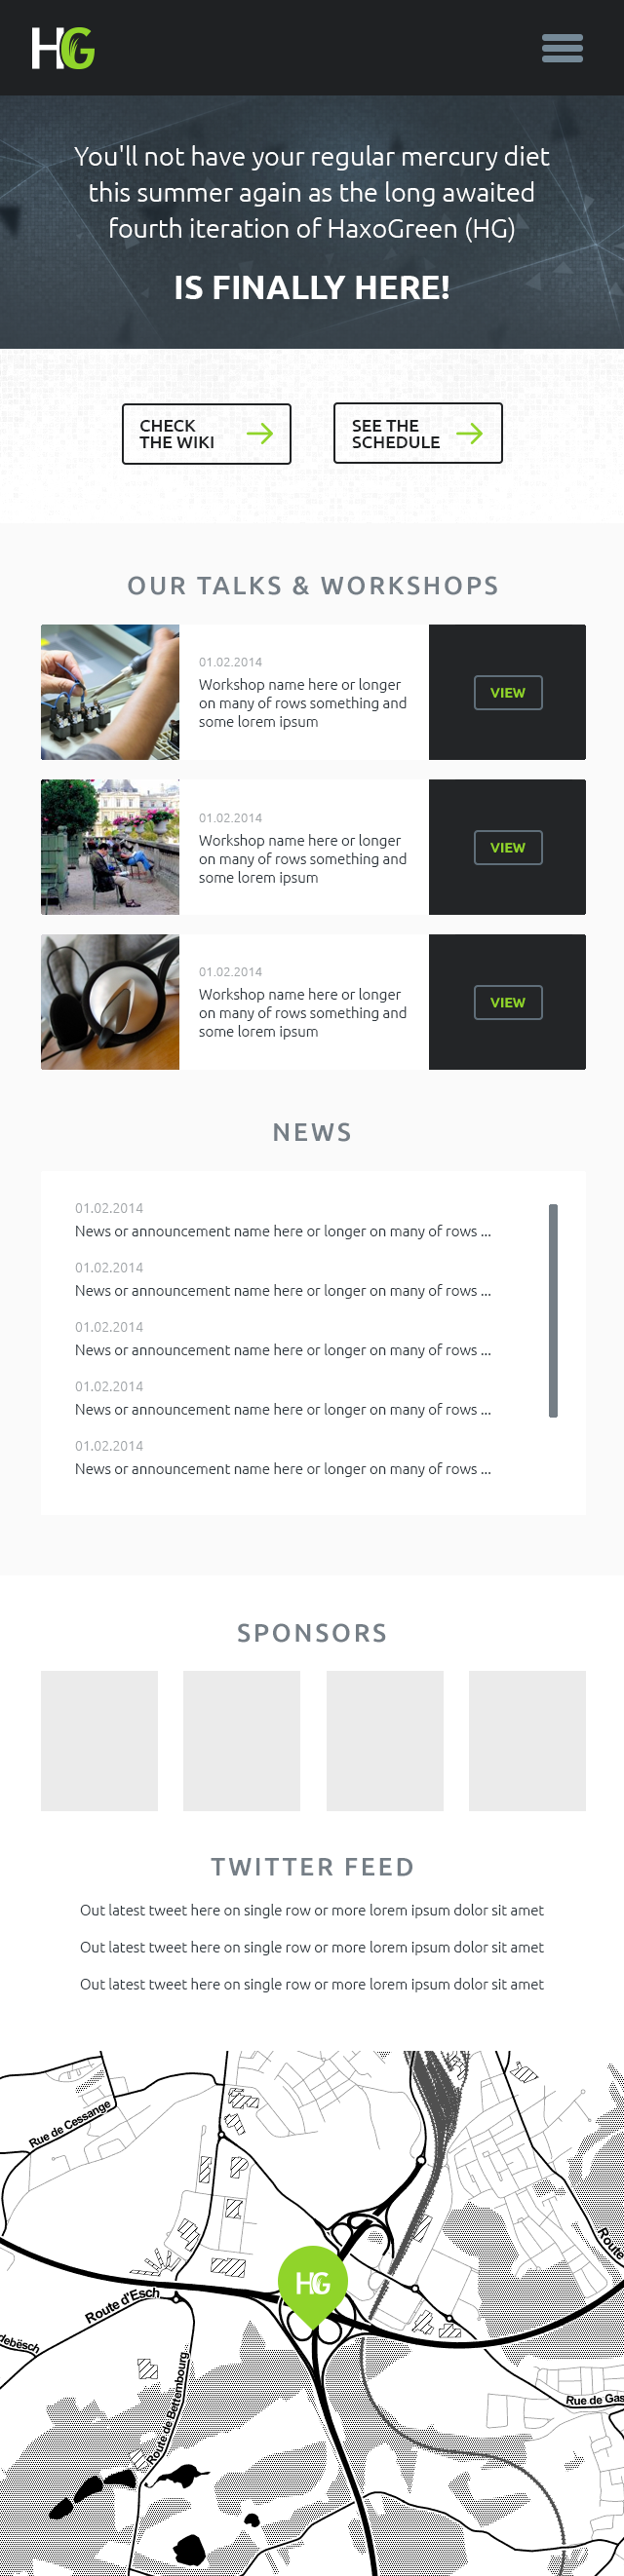 HG
You'll not have your regular mercury diet
this summer again as the long awaited
fourth iteration of HaxoGreen (HG)
IS FINALLY HERE!
CHECK
THE WIKI
SEE THE
SCHEDULE
OUR TALKS & WORKSHOPS
01.02.2014
Workshop name here or longer
on many of rows something and
some lorem ipsum
VIEW
01.02.2014
Workshop name here or longer
on many of rows something and
some lorem ipsum
VIEW
01.02.2014
Workshop name here or longer
on many of rows something and
some lorem ipsum
VIEW
NEWS
01.02.2014
News or announcement name here or longer on many of rows ...
01.02.2014
News or announcement name here or longer on many of rows ...
01.02.2014
News or announcement name here or longer on many of rows ...
01.02.2014
News or announcement name here or longer on many of rows ...
01.02.2014
News or announcement name here or longer on many of rows ...
SPONSORS
TWITTER FEED
Out latest tweet here on single row or more lorem ipsum dolor sit amet
Out latest tweet here on single row or more lorem ipsum dolor sit amet
Out latest tweet here on single row or more lorem ipsum dolor sit amet
Rue de Cessange
Route
HG
Route d'Esch
debësch
Route de Bettembourg
Rue de Gas